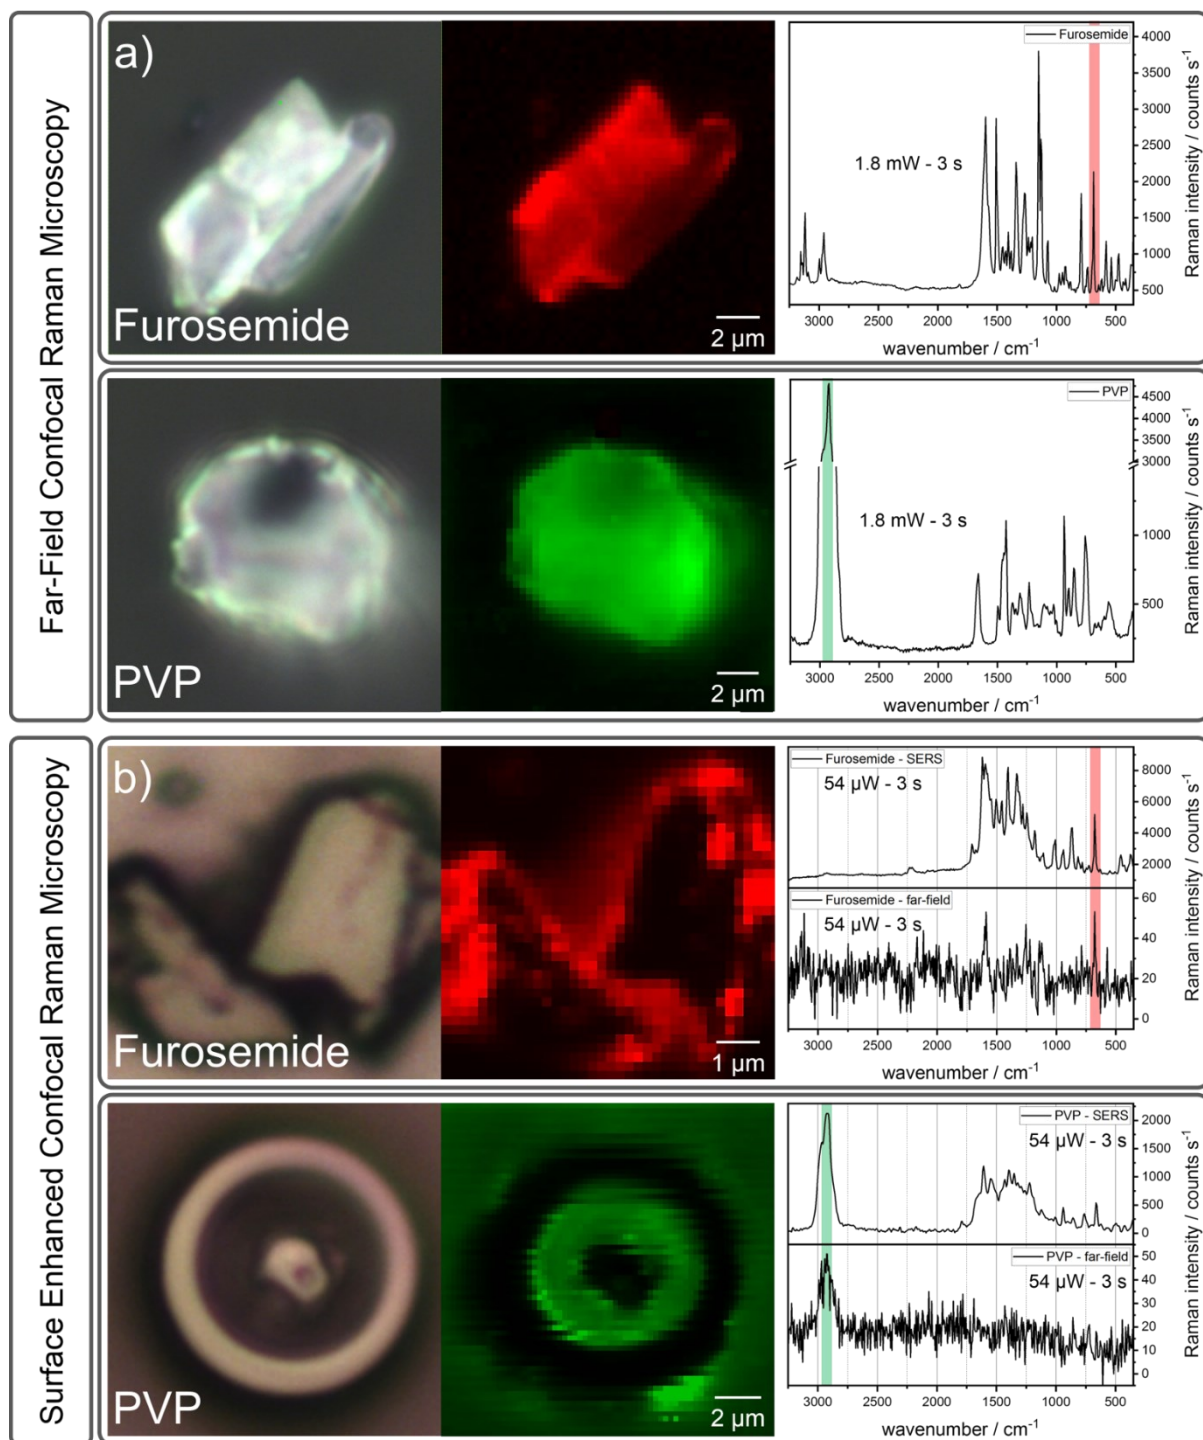 Far-Field Confocal Raman Microscopy
a)
Furosemide
2 µm
Furosemide
1.8 mW - 3 s
4000
3500
3000
2500
2000
1500
1000
500
Raman intensity / counts s⁻¹
3000 2500 2000 1500 1000 500
wavenumber / cm⁻¹
PVP
2 µm
PVP
1.8 mW - 3 s
4500
4000
3500
3000
1000
500
Raman intensity / counts s⁻¹
3000 2500 2000 1500 1000 500
wavenumber / cm⁻¹
Surface Enhanced Confocal Raman Microscopy
b)
Furosemide
1 µm
Furosemide - SERS
54 µW - 3 s
8000
6000
4000
2000
Furosemide - far-field
54 µW - 3 s
60
40
20
0
Raman intensity / counts s⁻¹
3000 2500 2000 1500 1000 500
wavenumber / cm⁻¹
PVP
2 µm
PVP - SERS
54 µW - 3 s
2000
1500
1000
500
0
PVP - far-field
54 µW - 3 s
50
40
30
20
10
0
Raman intensity / counts s⁻¹
3000 2500 2000 1500 1000 500
wavenumber / cm⁻¹